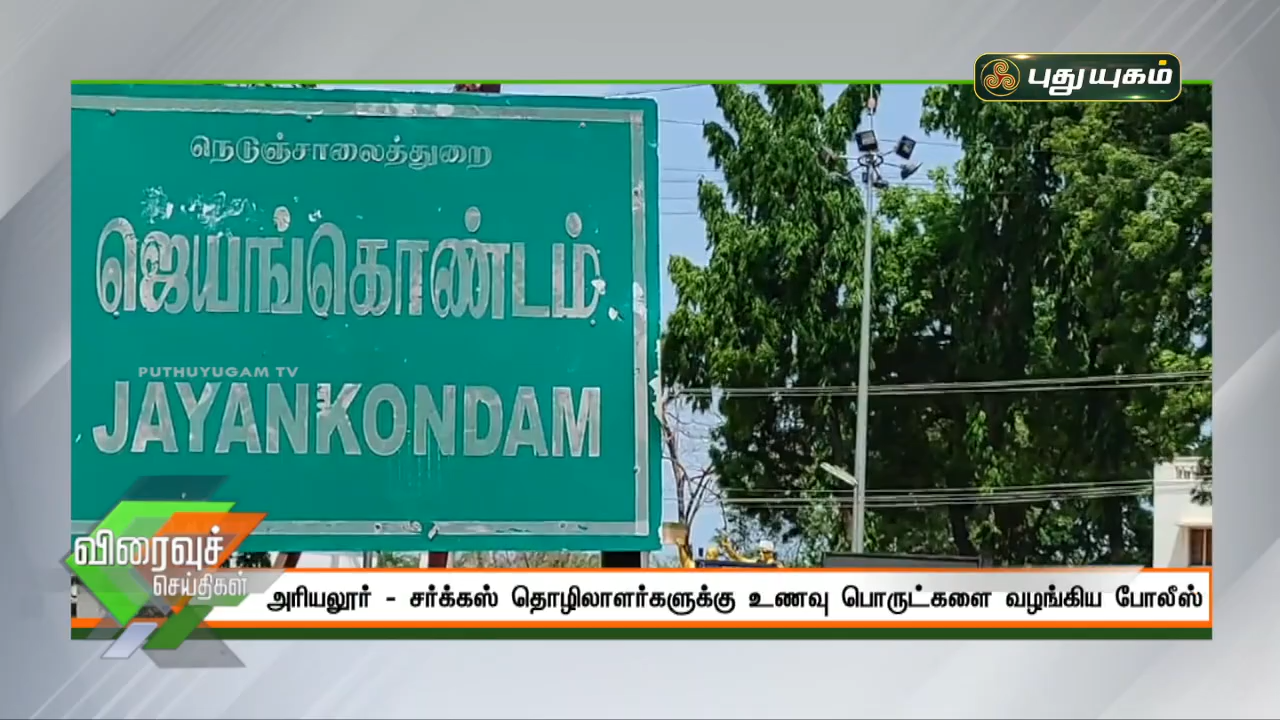 புதுயுகம்
நெடுஞ்சாலைத்துறை
ஜெயங்கொண்டம்
PUTHUYUGAM TV
JAYANKONDAM
விரைவுச்
செய்திகள்
அரியலூர் - சர்க்கஸ் தொழிலாளர்களுக்கு உணவு பொருட்களை வழங்கிய போலீஸ்